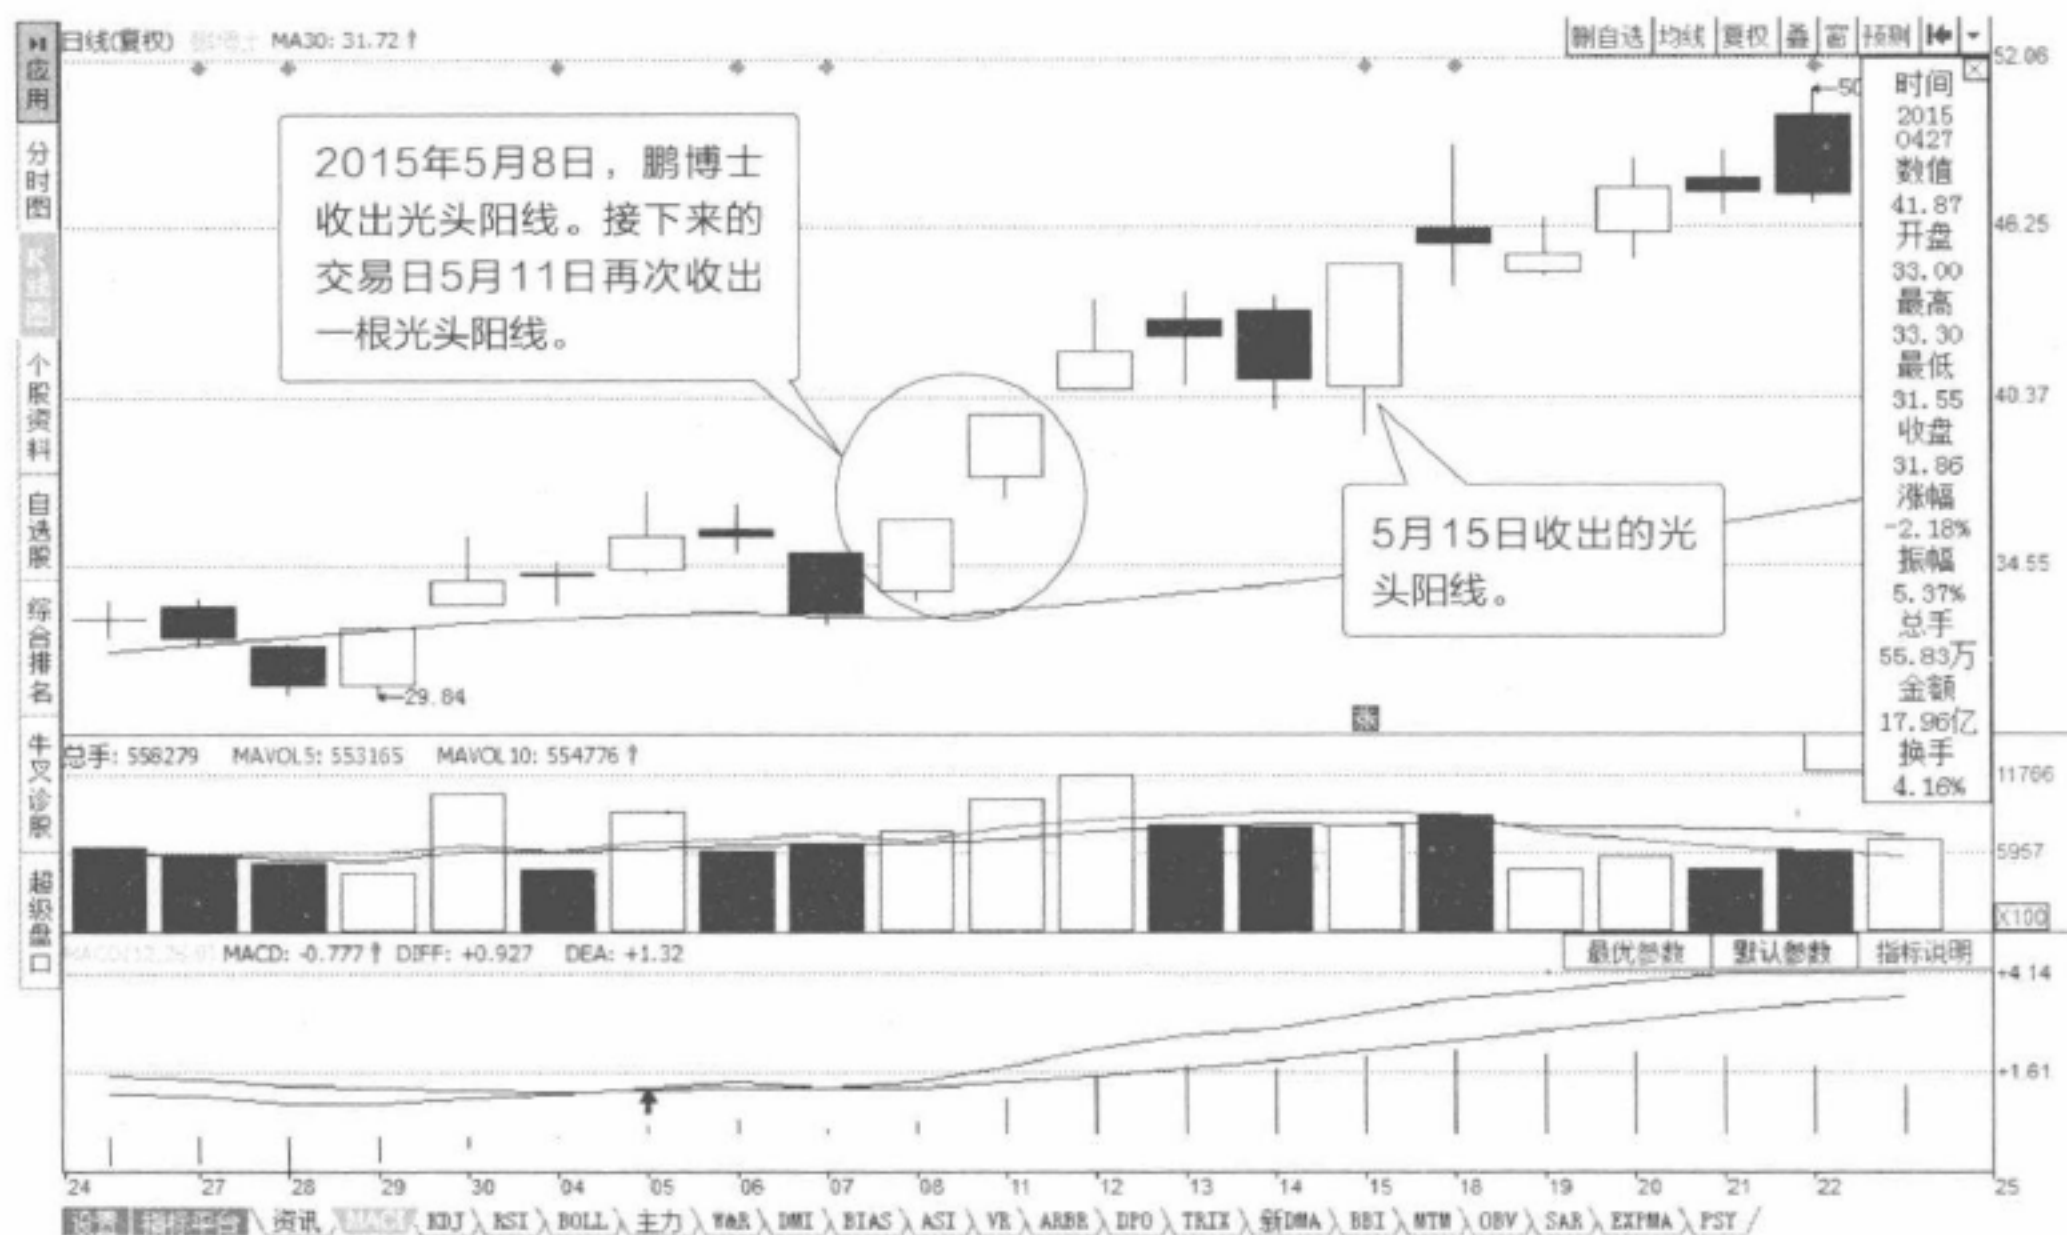 日线(复权) MA30: 31.72↑
删自选 均线 复权 叠 窗 预测
应用
分时图
个股资料
自选股
综合排名
牛叉诊股
超级盘口
52.06
46.25
40.37
34.55
2015年5月8日，鹏博士
收出光头阳线。接下来的
交易日5月11日再次收出
一根光头阳线。
5月15日收出的光
头阳线。
←50
←29.84
时间
2015
0427
数值
41.87
开盘
33.00
最高
33.30
最低
31.55
收盘
31.86
涨幅
-2.18%
振幅
5.37%
总手
55.83万
金额
17.96亿
换手
4.16%
总手: 558279 MAVOL5: 553165 MAVOL10: 554776↑
11766
5957
X100
MACD(12,26,9) MACD: -0.777↑ DIFF: +0.927 DEA: +1.32
最优参数 默认参数 指标说明
+4.14
+1.61
24 27 28 29 30 04 05 06 07 08 11 12 13 14 15 18 19 20 21 22 25
设置 指标平台 资讯 MACD KDJ RSI BOLL 主力 W&R DMI BIAS ASI VR ARBR DPO TRIX 新DMA BBI MTM OBV SAR EXPMA PSY